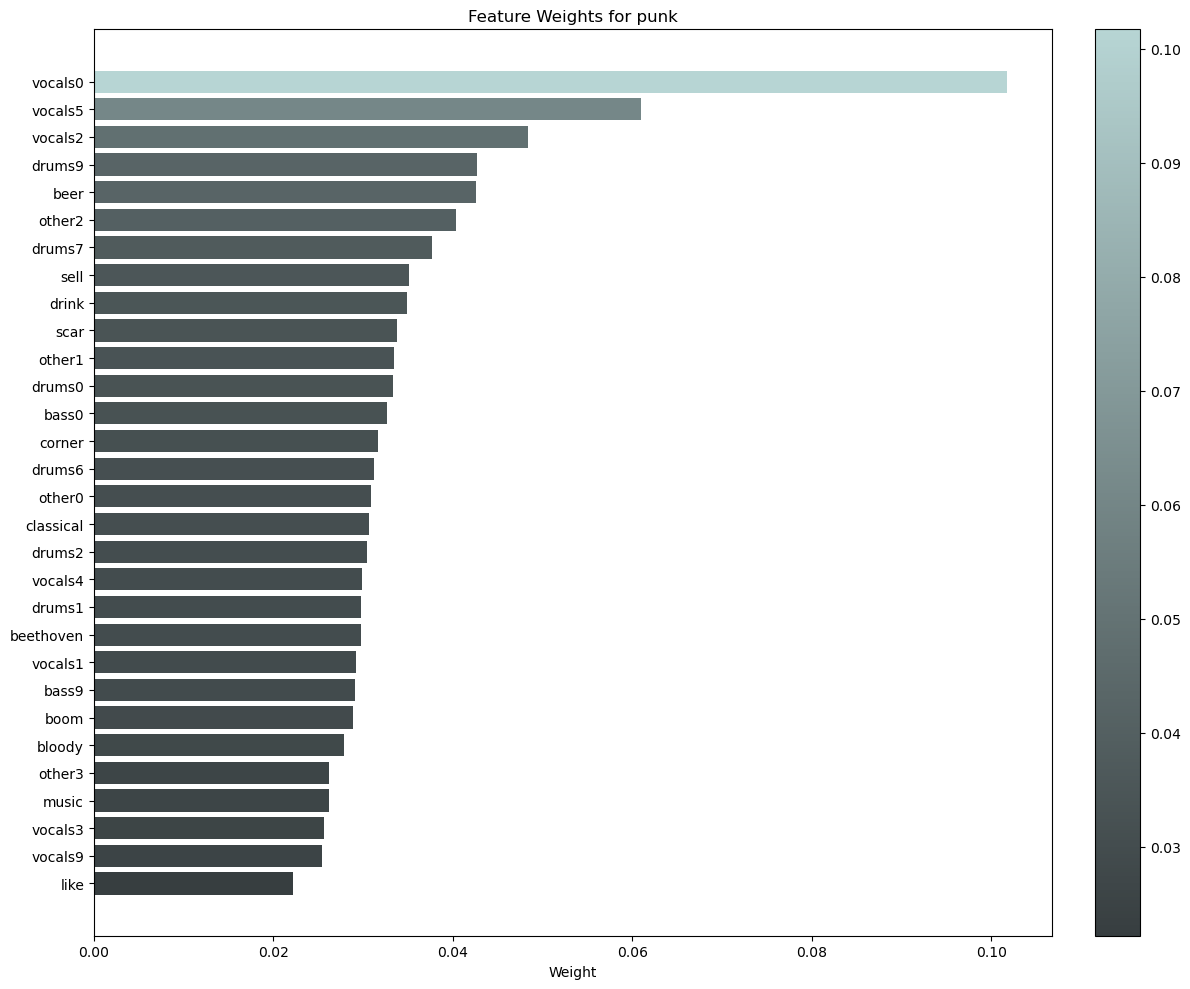 Feature Weights for punk
vocals0
vocals5
vocals2
drums9
beer
other2
drums7
sell
drink
scar
other1
drums0
bass0
corner
drums6
other0
classical
drums2
vocals4
drums1
beethoven
vocals1
bass9
boom
bloody
other3
music
vocals3
vocals9
like
0.00 0.02 0.04 0.06 0.08 0.10
Weight
0.10
0.09
0.08
0.07
0.06
0.05
0.04
0.03